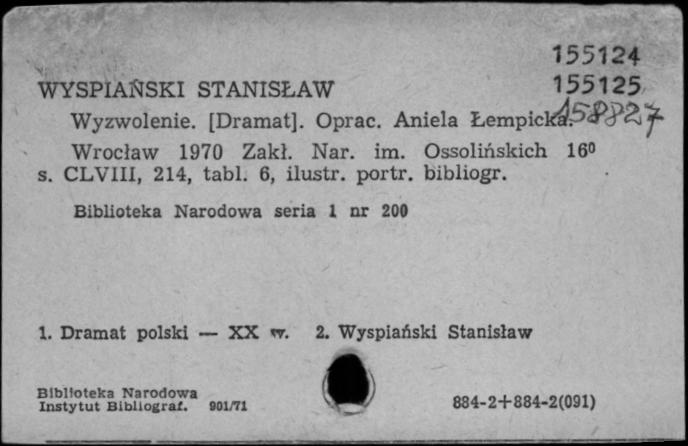 155124
WYSPIAŃSKI STANISŁAW 155125
Wyzwolenie. [Dramat]. Oprac. Aniela Łempicka. 158827
Wrocław 1970 Zakł. Nar. im. Ossolińskich 16⁰
s. CLVIII, 214, tabl. 6, ilustr. portr. bibliogr.
Biblioteka Narodowa seria 1 nr 200
1. Dramat polski — XX w. 2. Wyspiański Stanisław
Biblioteka Narodowa
Instytut Bibliograf. 901/71 884-2+884-2(091)